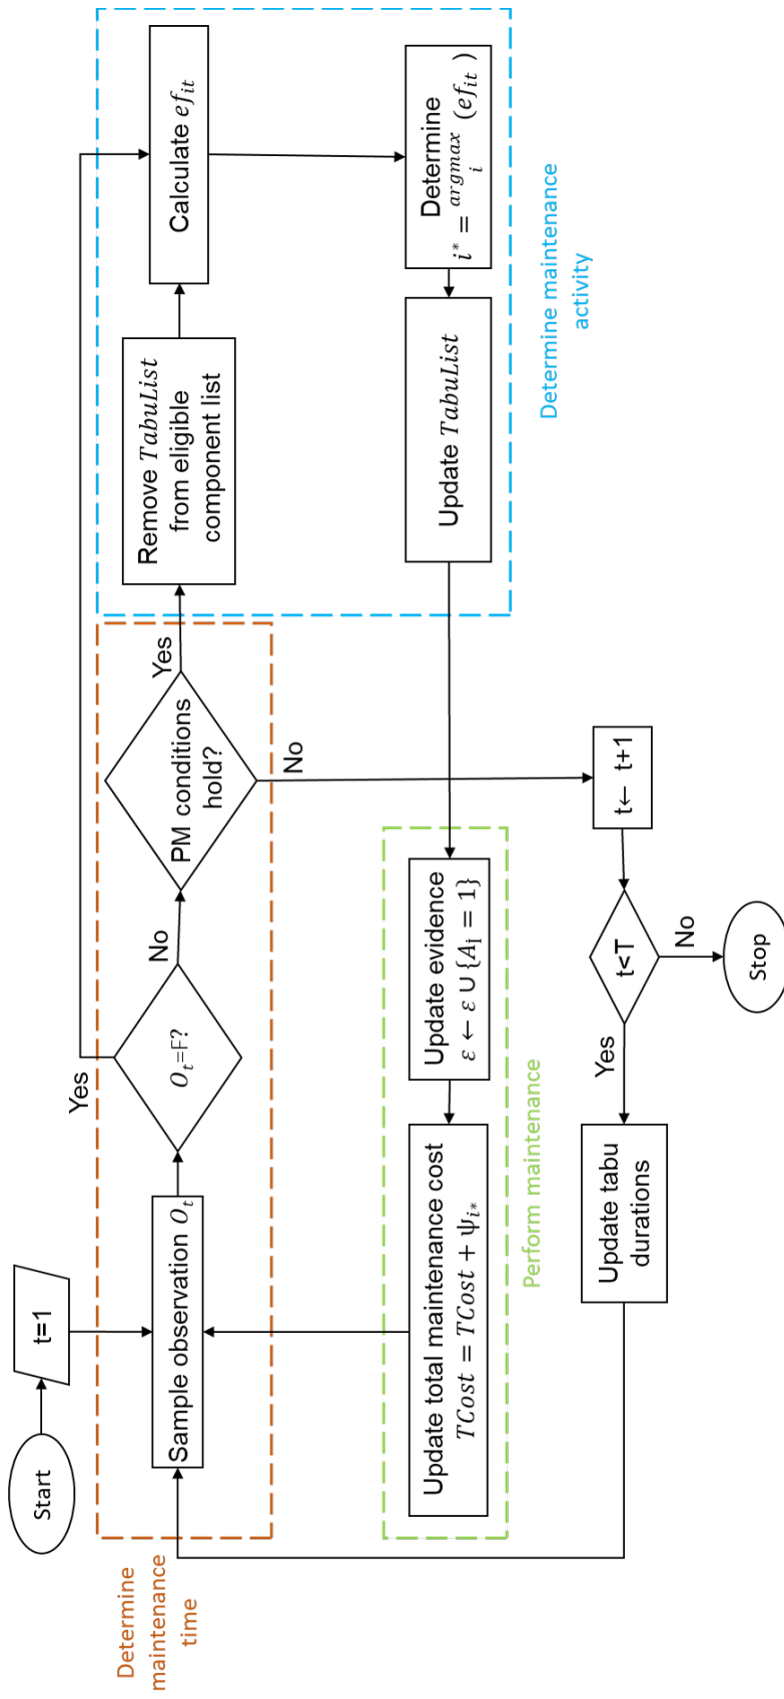 Start
t=1
Determine
maintenance
time
Sample observation O_t
O_t=F?
Yes
No
PM conditions
hold?
Yes
No
Remove TabuList
from eligible
component list
Calculate ef_it
Determine
i* = argmax (ef_it)
i
Update TabuList
Determine maintenance
activity
Update evidence
ε ← ε ∪ {A_i = 1}
Update total maintenance cost
TCost = TCost + ψ_i*
Perform maintenance
t← t+1
t<T
Yes
No
Update tabu
durations
Stop